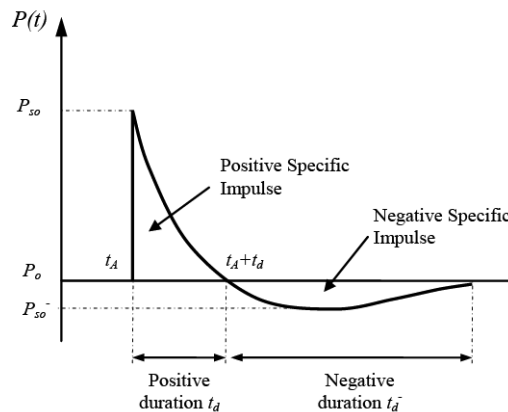 P(t)
P_so
Positive Specific
Impulse
Negative Specific
Impulse
t_A
t_A+t_d
P_o
P_so^-
Positive
duration t_d
Negative
duration t_d^-